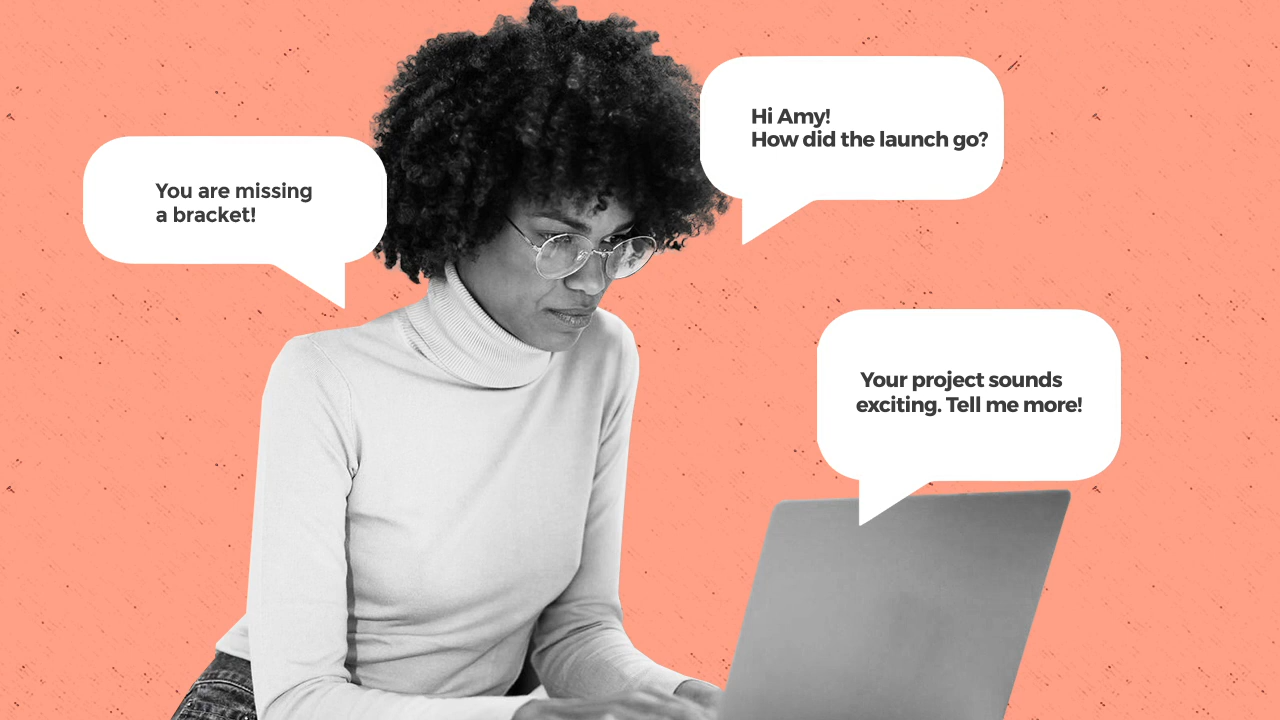 You are missing
a bracket!
Hi Amy!
How did the launch go?
Your project sounds
exciting. Tell me more!